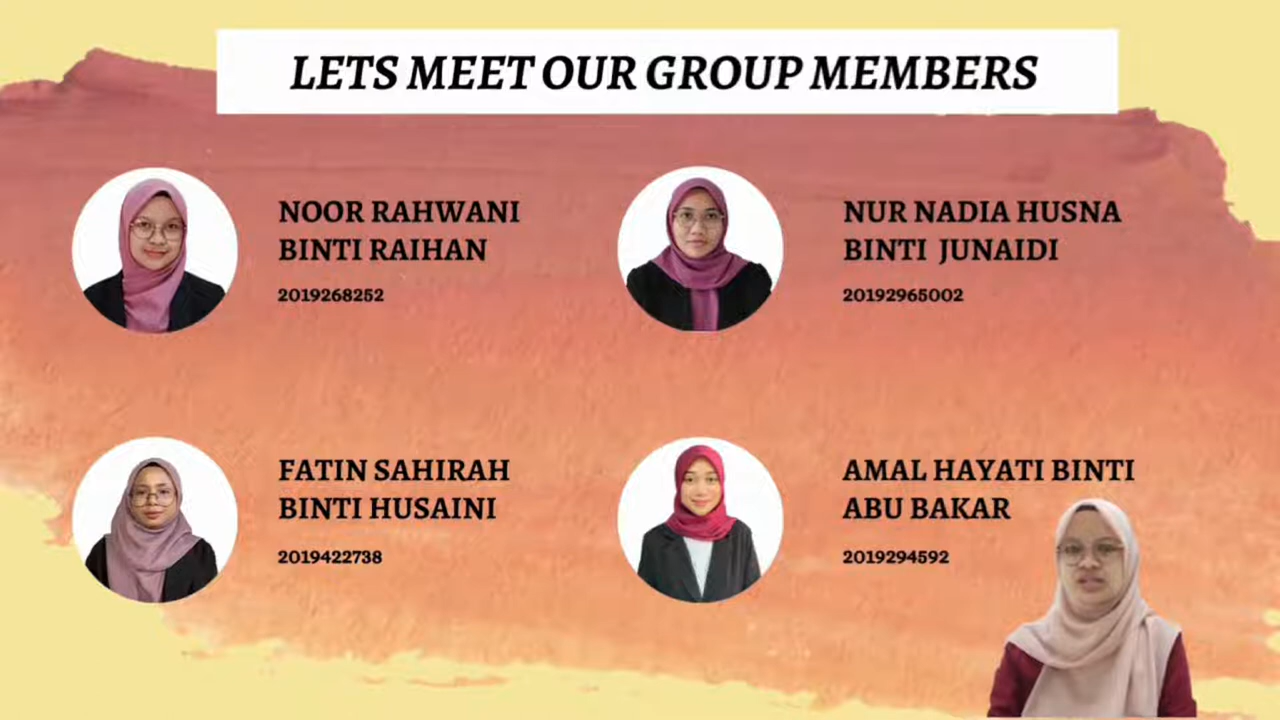 LETS MEET OUR GROUP MEMBERS
NOOR RAHWANI
BINTI RAIHAN
2019268252
NUR NADIA HUSNA
BINTI JUNAIDI
20192965002
FATIN SAHIRAH
BINTI HUSAINI
2019422738
AMAL HAYATI BINTI
ABU BAKAR
2019294592